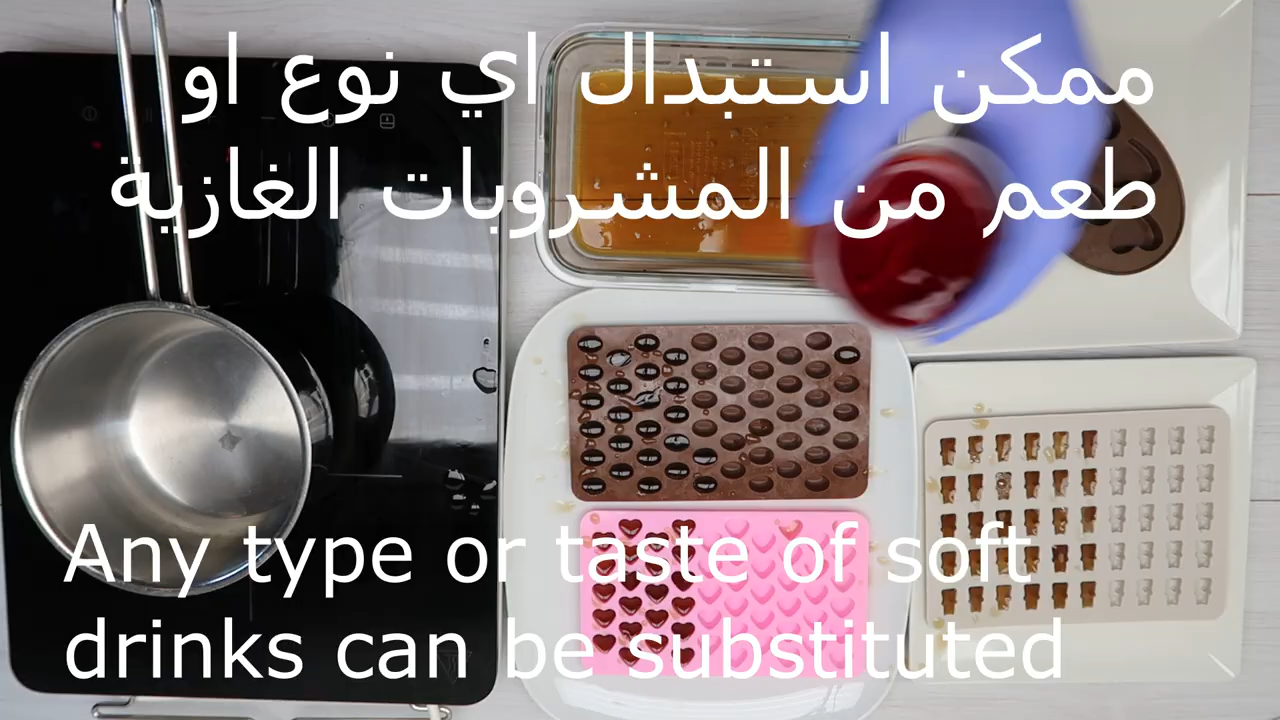 ممكن استبدال اي نوع او
طعم من المشروبات الغازية
Any type or taste of soft
drinks can be substituted